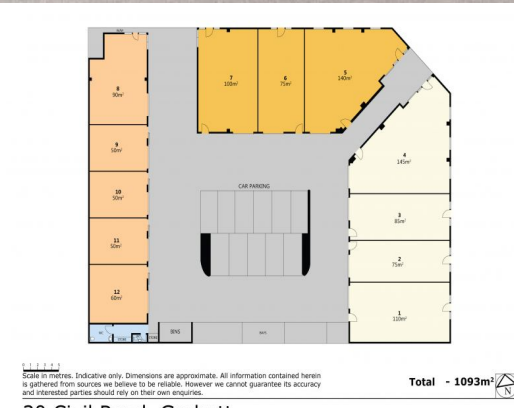 8
90m²
9
50m²
10
50m²
11
50m²
12
60m²
7
100m²
6
75m²
5
140m²
4
145m²
3
85m²
2
75m²
1
110m²
CAR PARKING
BINS
Scale in metres. Indicative only. Dimensions are approximate. All information contained herein
is gathered from sources we believe to be reliable. However we cannot guarantee its accuracy
and interested parties should rely on their own enquiries.
Total - 1093m²
N